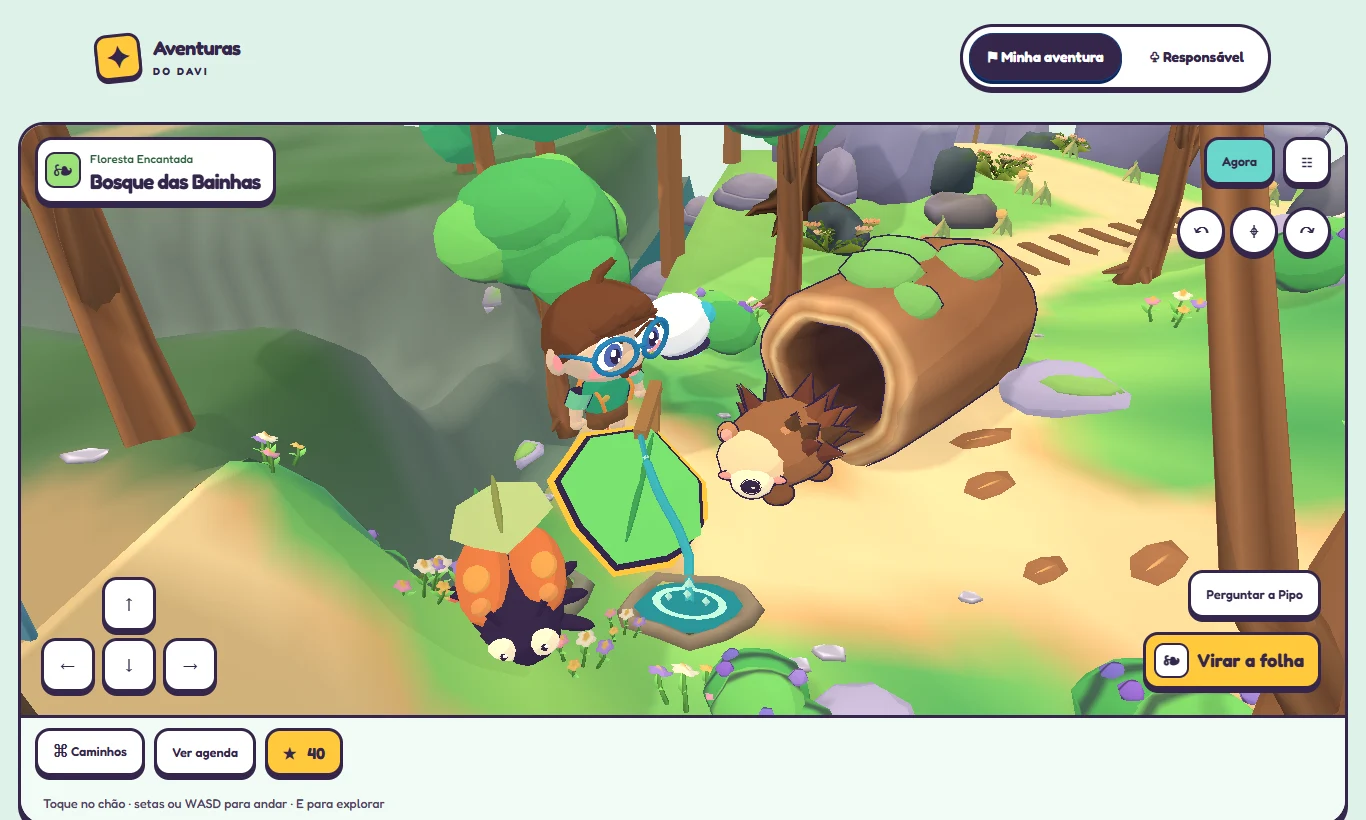 Aventuras
DO DAVI
Minha aventura
Responsável
Floresta Encantada
Bosque das Bainhas
Agora
Perguntar a Pipo
Virar a folha
Caminhos
Ver agenda
★ 40
Toque no chão · setas ou WASD para andar · E para explorar